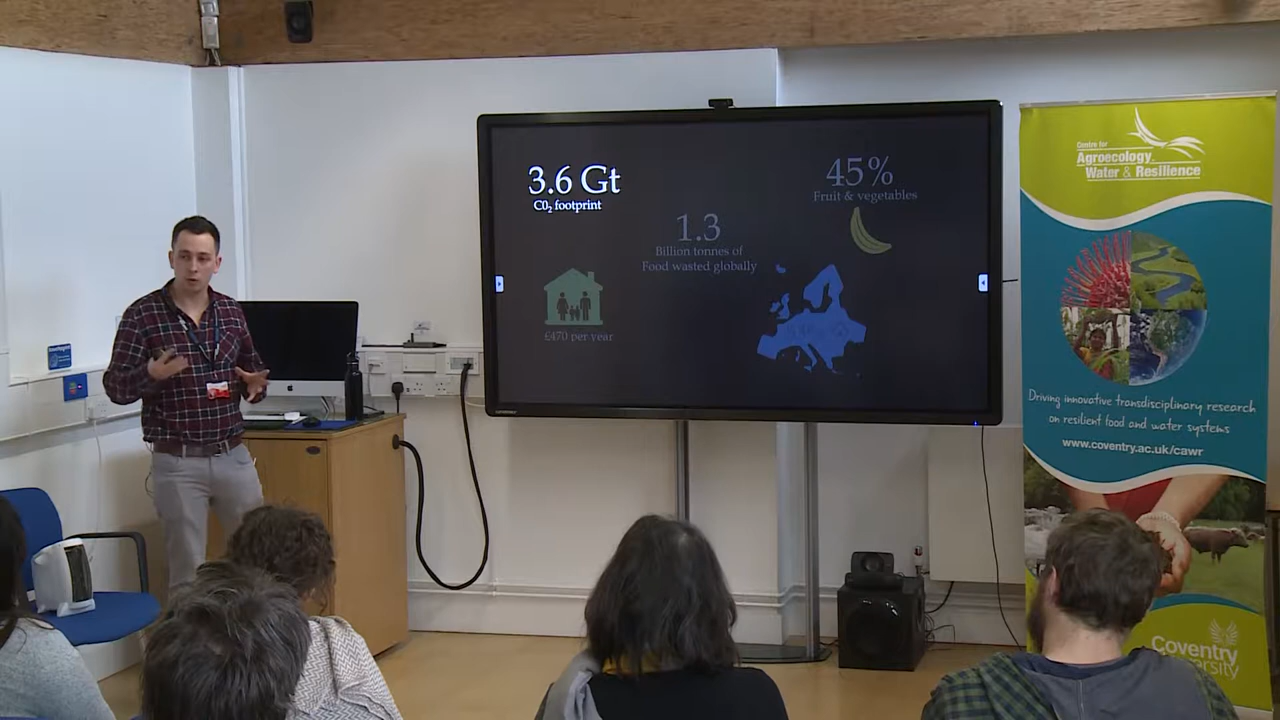 3.6 Gt
C0₂ footprint
45%
Fruit & vegetables
1.3
Billion tonnes of
Food wasted globally
£470 per year
Centre for
Agroecology,
Water & Resilience
Driving innovative transdisciplinary research
on resilient food and water systems
www.coventry.ac.uk/cawr
Coventry